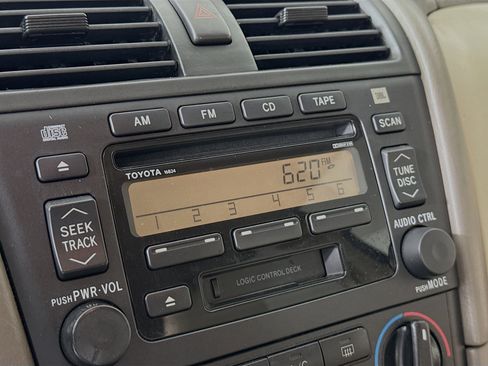 AM FM CD TAPE JBL
disc SCAN
TOYOTA 16824
620 FM
1 2 3 4 5 6
SEEK TRACK
TUNE DISC
AUDIO CTRL
LOGIC CONTROL DECK
PUSH PWR·VOL
PUSH MODE